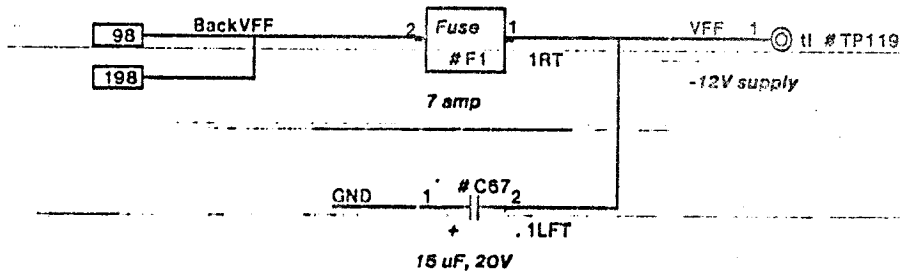 98 BackVFF 2 Fuse 1 VFF 1 tl #TP119
#F1 1RT
198 -12V supply
7 amp
GND 1 #C67 2
+ .1LFT
15 uF, 20V